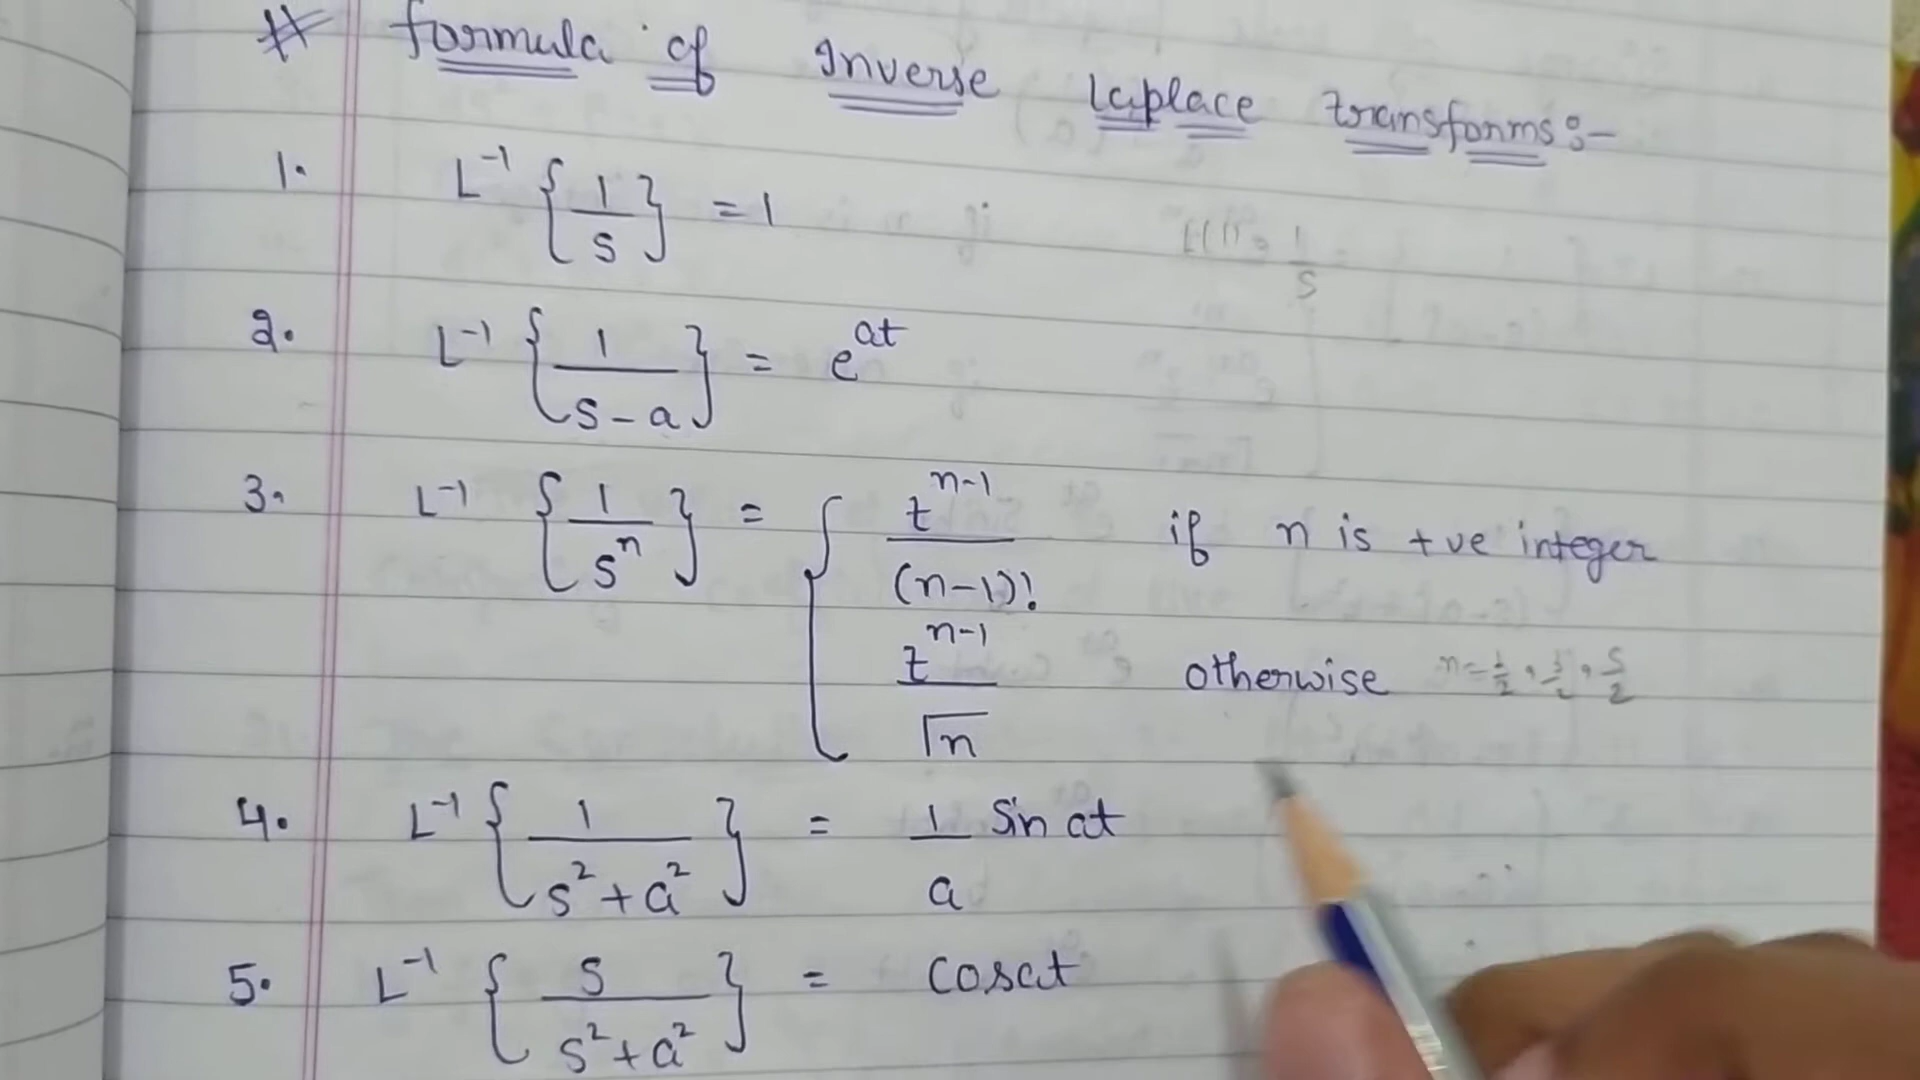 # formula of Inverse Laplace transforms:-
1. L⁻¹ { 1/s } = 1
L(1) = 1/s
2. L⁻¹ { 1/(s-a) } = e^at
3. L⁻¹ { 1/s^n } = { t^(n-1)/(n-1)! if n is +ve integer
t^(n-1)/Γn otherwise n = 1/2, 3/2, 5/2
4. L⁻¹ { 1/(s²+a²) } = 1/a Sin at
5. L⁻¹ { s/(s²+a²) } = Cosat